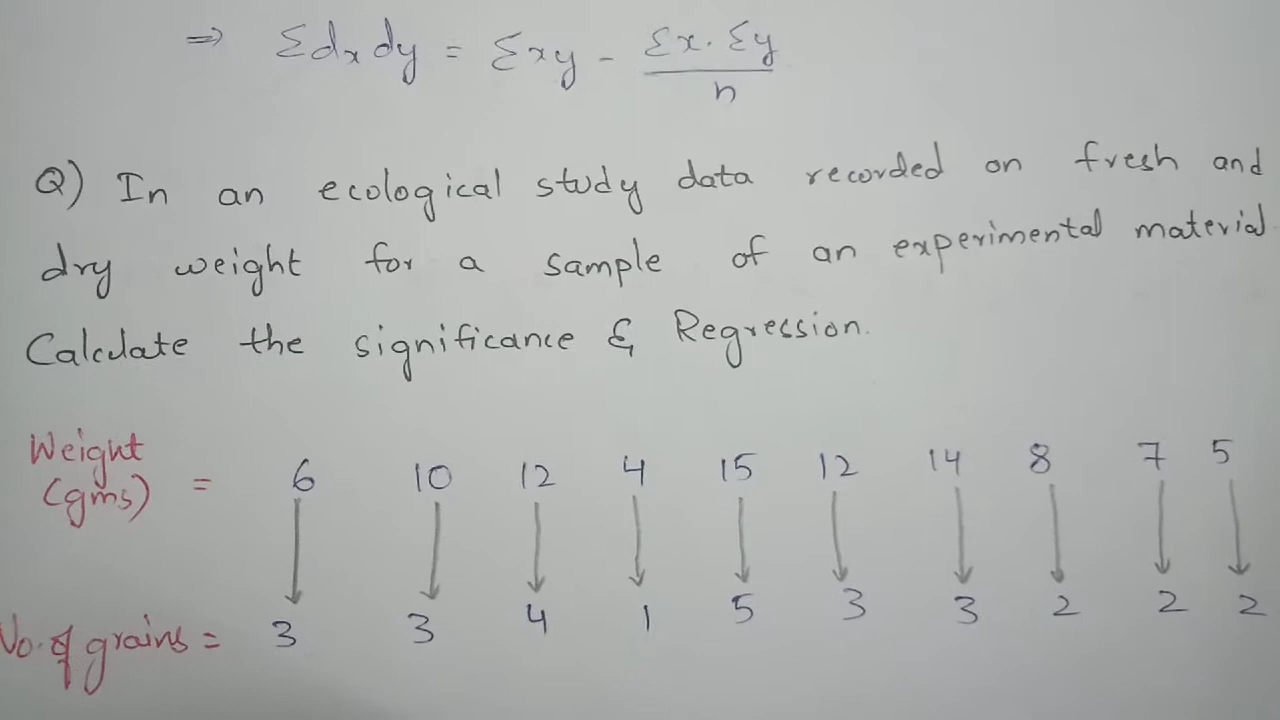 ⇒ Σdx dy = Σxy - Σx. Σy / n
Q) In an ecological study data recorded on fresh and
dry weight for a sample of an experimental material.
Calculate the significance & Regression.
Weight (gms) = 6 10 12 4 15 12 14 8 7 5
No. of grains = 3 3 4 1 5 3 3 2 2 2